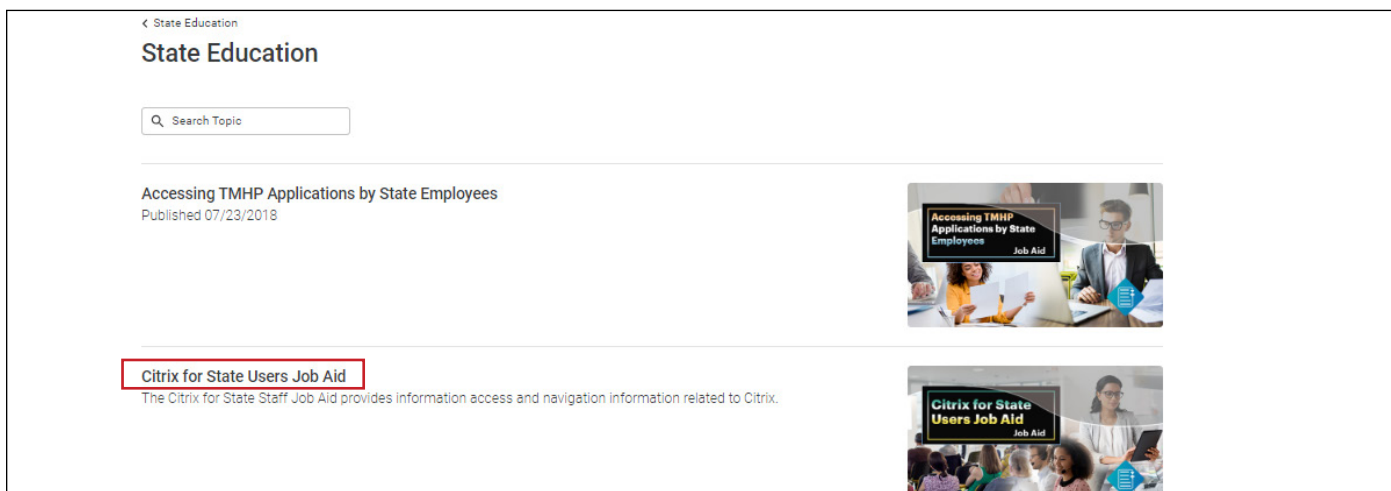 State Education
State Education
Search Topic
Accessing TMHP Applications by State Employees
Published 07/23/2018
Accessing TMHP
Applications by State
Employees
Job Aid
Citrix for State Users Job Aid
The Citrix for State Staff Job Aid provides information access and navigation information related to Citrix.
Citrix for State
Users Job Aid
Job Aid